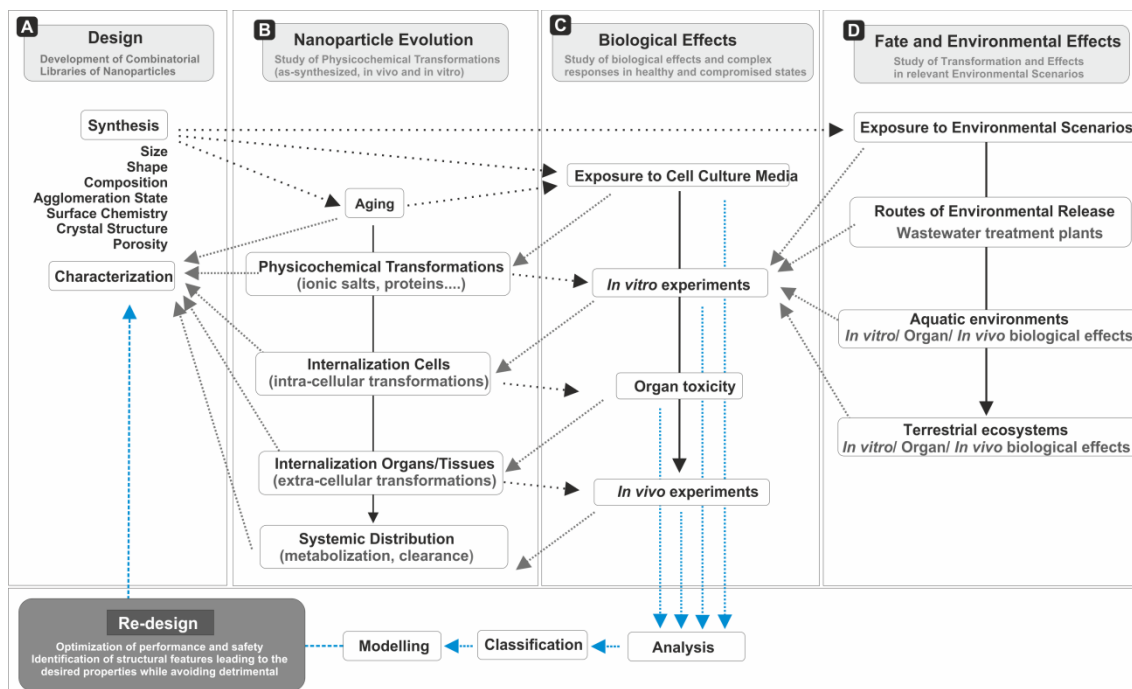 A
Design
Development of Combinatorial
Libraries of Nanoparticles
Synthesis
Size
Shape
Composition
Agglomeration State
Surface Chemistry
Crystal Structure
Porosity
Characterization
B
Nanoparticle Evolution
Study of Physicochemical Transformations
(as-synthesized, in vivo and in vitro)
Aging
Physicochemical Transformations
(ionic salts, proteins....)
Internalization Cells
(intra-cellular transformations)
Internalization Organs/Tissues
(extra-cellular transformations)
Systemic Distribution
(metabolization, clearance)
C
Biological Effects
Study of biological effects and complex
responses in healthy and compromised states
Exposure to Cell Culture Media
In vitro experiments
Organ toxicity
In vivo experiments
D
Fate and Environmental Effects
Study of Transformation and Effects
in relevant Environmental Scenarios
Exposure to Environmental Scenarios
Routes of Environmental Release
Wastewater treatment plants
Aquatic environments
In vitro/ Organ/ In vivo biological effects
Terrestrial ecosystems
In vitro/ Organ/ In vivo biological effects
Re-design
Optimization of performance and safety
Identification of structural features leading to the
desired properties while avoiding detrimental
Modelling
Classification
Analysis